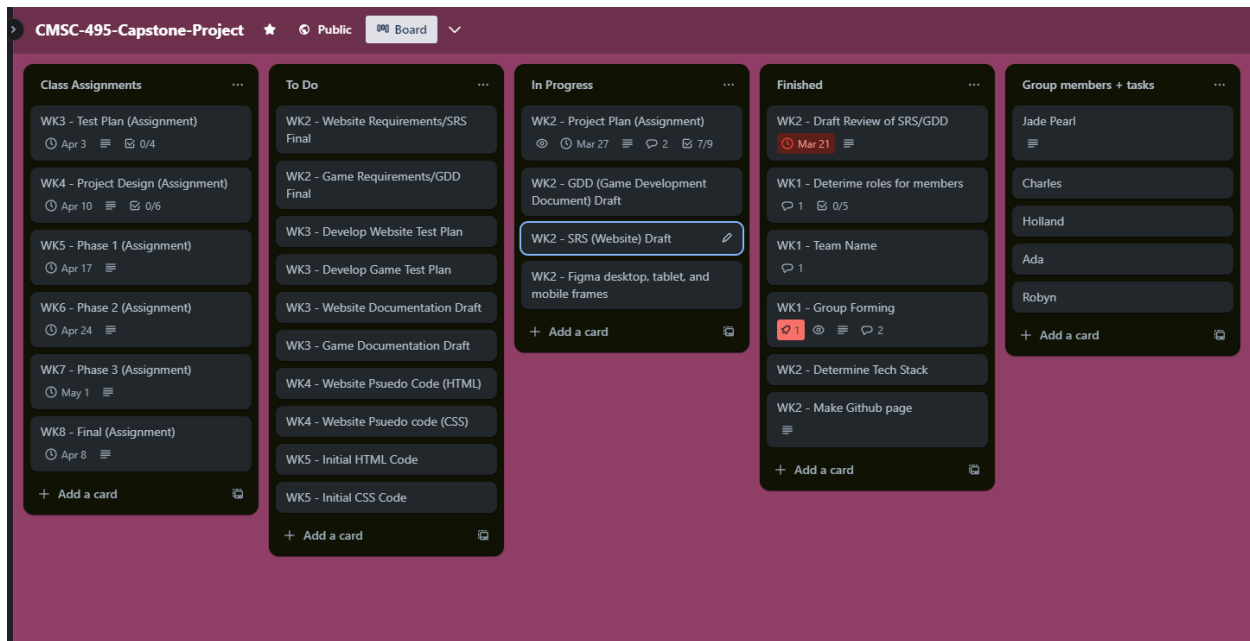 CMSC-495-Capstone-Project Public Board
Class Assignments
WK3 - Test Plan (Assignment)
Apr 3 0/4
WK4 - Project Design (Assignment)
Apr 10 0/6
WK5 - Phase 1 (Assignment)
Apr 17
WK6 - Phase 2 (Assignment)
Apr 24
WK7 - Phase 3 (Assignment)
May 1
WK8 - Final (Assignment)
Apr 8
+ Add a card
To Do
WK2 - Website Requirements/SRS
Final
WK2 - Game Requirements/GDD
Final
WK3 - Develop Website Test Plan
WK3 - Develop Game Test Plan
WK3 - Website Documentation Draft
WK3 - Game Documentation Draft
WK4 - Website Psuedo Code (HTML)
WK4 - Website Psuedo code (CSS)
WK5 - Initial HTML Code
WK5 - Initial CSS Code
+ Add a card
In Progress
WK2 - Project Plan (Assignment)
Mar 27 2 7/9
WK2 - GDD (Game Development
Document) Draft
WK2 - SRS (Website) Draft
WK2 - Figma desktop, tablet, and
mobile frames
+ Add a card
Finished
WK2 - Draft Review of SRS/GDD
Mar 21
WK1 - Deterime roles for members
1 0/5
WK1 - Team Name
1
WK1 - Group Forming
1 2
WK2 - Determine Tech Stack
WK2 - Make Github page
+ Add a card
Group members + tasks
Jade Pearl
Charles
Holland
Ada
Robyn
+ Add a card